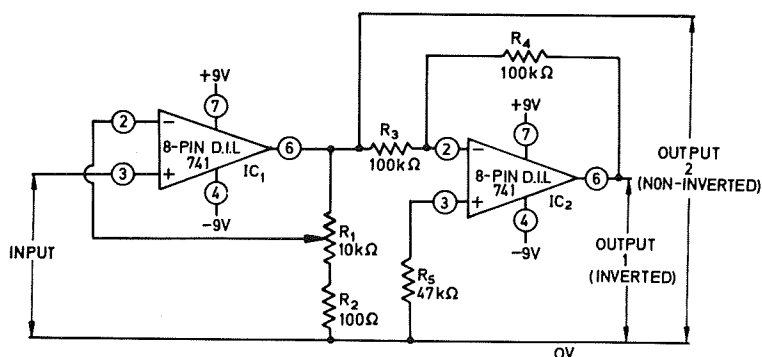 +9V
7
2
−
8-PIN D.I.L
741
6
3
+
IC1
4
−9V
INPUT
R1
10kΩ
R2
100Ω
R3
100kΩ
R4
100kΩ
+9V
7
2
−
8-PIN D.I.L
741
6
3
+
IC2
4
−9V
R5
47kΩ
OUTPUT
2
(NON-INVERTED)
OUTPUT
1
(INVERTED)
0V